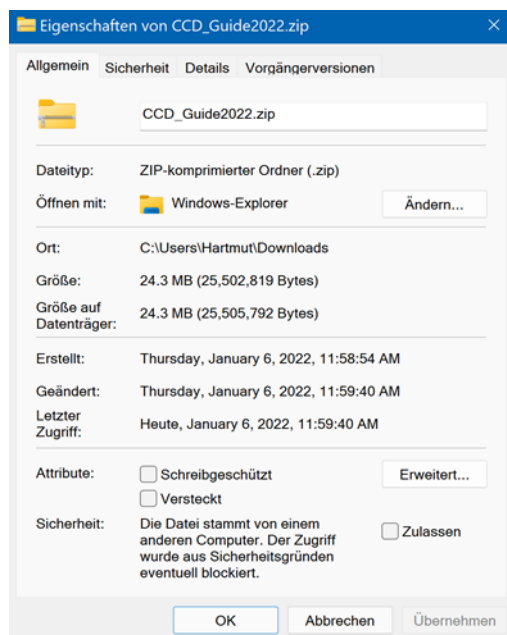 Eigenschaften von CCD_Guide2022.zip
Allgemein Sicherheit Details Vorgängerversionen
CCD_Guide2022.zip
Dateityp: ZIP-komprimierter Ordner (.zip)
Öffnen mit: Windows-Explorer Ändern...
Ort: C:\Users\Hartmut\Downloads
Größe: 24.3 MB (25,502,819 Bytes)
Größe auf
Datenträger: 24.3 MB (25,505,792 Bytes)
Erstellt: Thursday, January 6, 2022, 11:58:54 AM
Geändert: Thursday, January 6, 2022, 11:59:40 AM
Letzter
Zugriff: Heute, January 6, 2022, 11:59:40 AM
Attribute: Schreibgeschützt Erweitert...
Versteckt
Sicherheit: Die Datei stammt von einem
anderen Computer. Der Zugriff Zulassen
wurde aus Sicherheitsgründen
eventuell blockiert.
OK Abbrechen Übernehmen